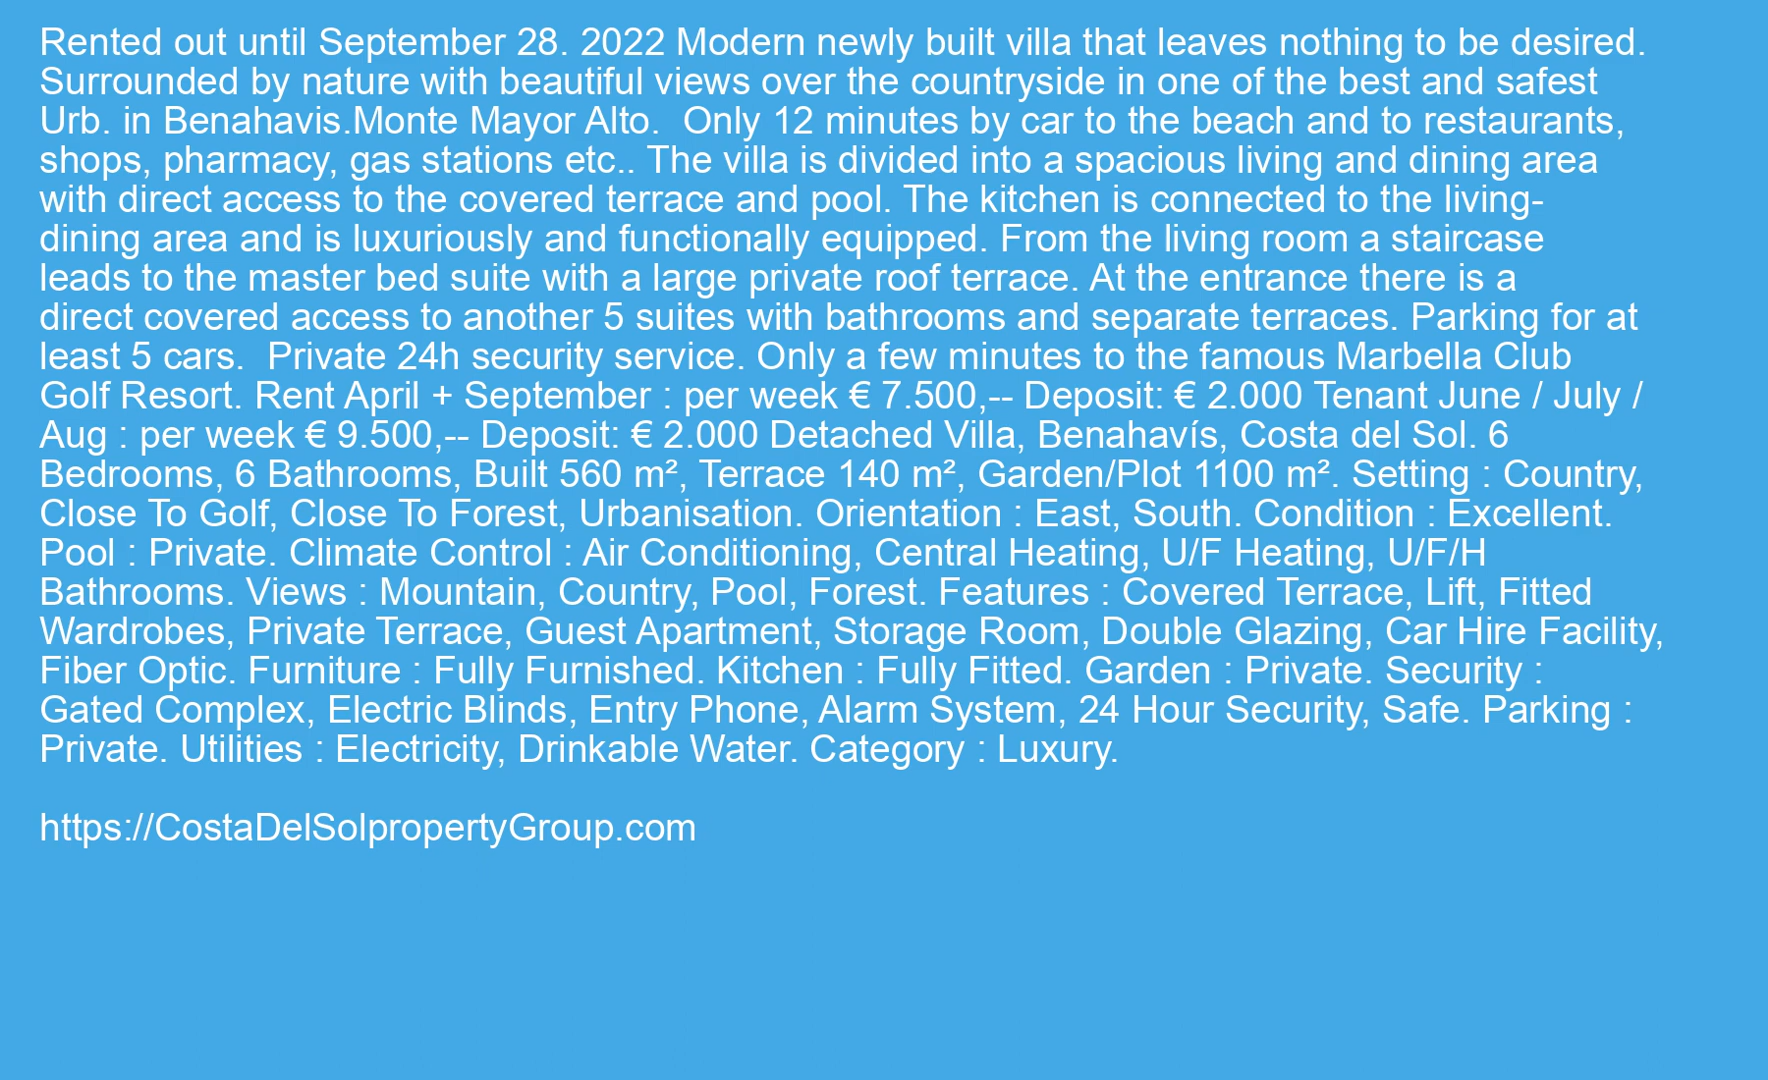 Rented out until September 28. 2022 Modern newly built villa that leaves nothing to be desired.
Surrounded by nature with beautiful views over the countryside in one of the best and safest
Urb. in Benahavis.Monte Mayor Alto.  Only 12 minutes by car to the beach and to restaurants,
shops, pharmacy, gas stations etc.. The villa is divided into a spacious living and dining area
with direct access to the covered terrace and pool. The kitchen is connected to the living-
dining area and is luxuriously and functionally equipped. From the living room a staircase
leads to the master bed suite with a large private roof terrace. At the entrance there is a
direct covered access to another 5 suites with bathrooms and separate terraces. Parking for at
least 5 cars.  Private 24h security service. Only a few minutes to the famous Marbella Club
Golf Resort. Rent April + September : per week € 7.500,-- Deposit: € 2.000 Tenant June / July /
Aug : per week € 9.500,-- Deposit: € 2.000 Detached Villa, Benahavís, Costa del Sol. 6
Bedrooms, 6 Bathrooms, Built 560 m², Terrace 140 m², Garden/Plot 1100 m². Setting : Country,
Close To Golf, Close To Forest, Urbanisation. Orientation : East, South. Condition : Excellent.
Pool : Private. Climate Control : Air Conditioning, Central Heating, U/F Heating, U/F/H
Bathrooms. Views : Mountain, Country, Pool, Forest. Features : Covered Terrace, Lift, Fitted
Wardrobes, Private Terrace, Guest Apartment, Storage Room, Double Glazing, Car Hire Facility,
Fiber Optic. Furniture : Fully Furnished. Kitchen : Fully Fitted. Garden : Private. Security :
Gated Complex, Electric Blinds, Entry Phone, Alarm System, 24 Hour Security, Safe. Parking :
Private. Utilities : Electricity, Drinkable Water. Category : Luxury.
https://CostaDelSolpropertyGroup.com